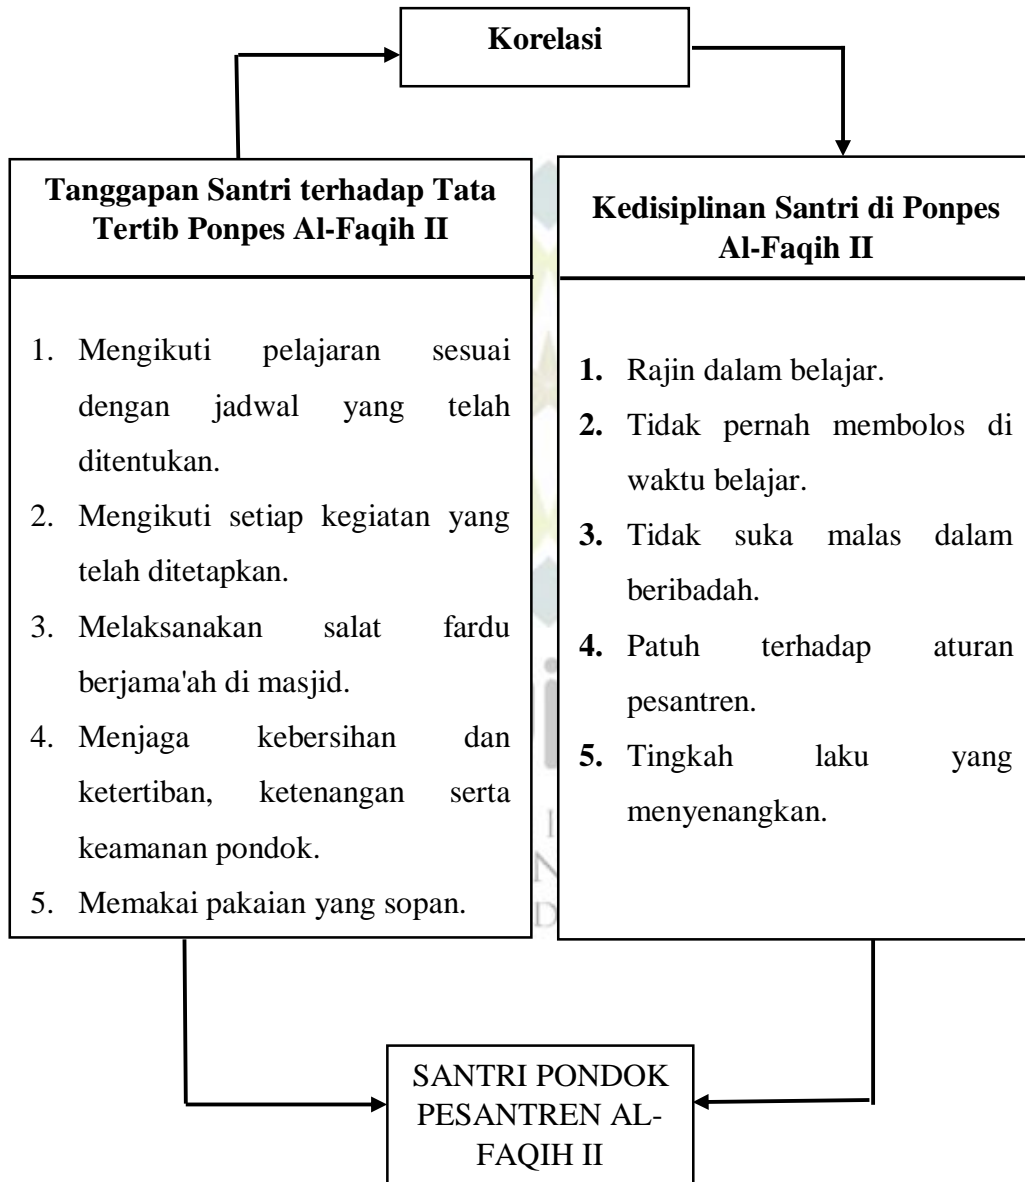 Korelasi
Tanggapan Santri terhadap Tata
Tertib Ponpes Al-Faqih II
1. Mengikuti pelajaran sesuai
dengan jadwal yang telah
ditentukan.
2. Mengikuti setiap kegiatan yang
telah ditetapkan.
3. Melaksanakan salat fardu
berjama'ah di masjid.
4. Menjaga kebersihan dan
ketertiban, ketenangan serta
keamanan pondok.
5. Memakai pakaian yang sopan.
Kedisiplinan Santri di Ponpes
Al-Faqih II
1. Rajin dalam belajar.
2. Tidak pernah membolos di
waktu belajar.
3. Tidak suka malas dalam
beribadah.
4. Patuh terhadap aturan
pesantren.
5. Tingkah laku yang
menyenangkan.
SANTRI PONDOK
PESANTREN AL-
FAQIH II